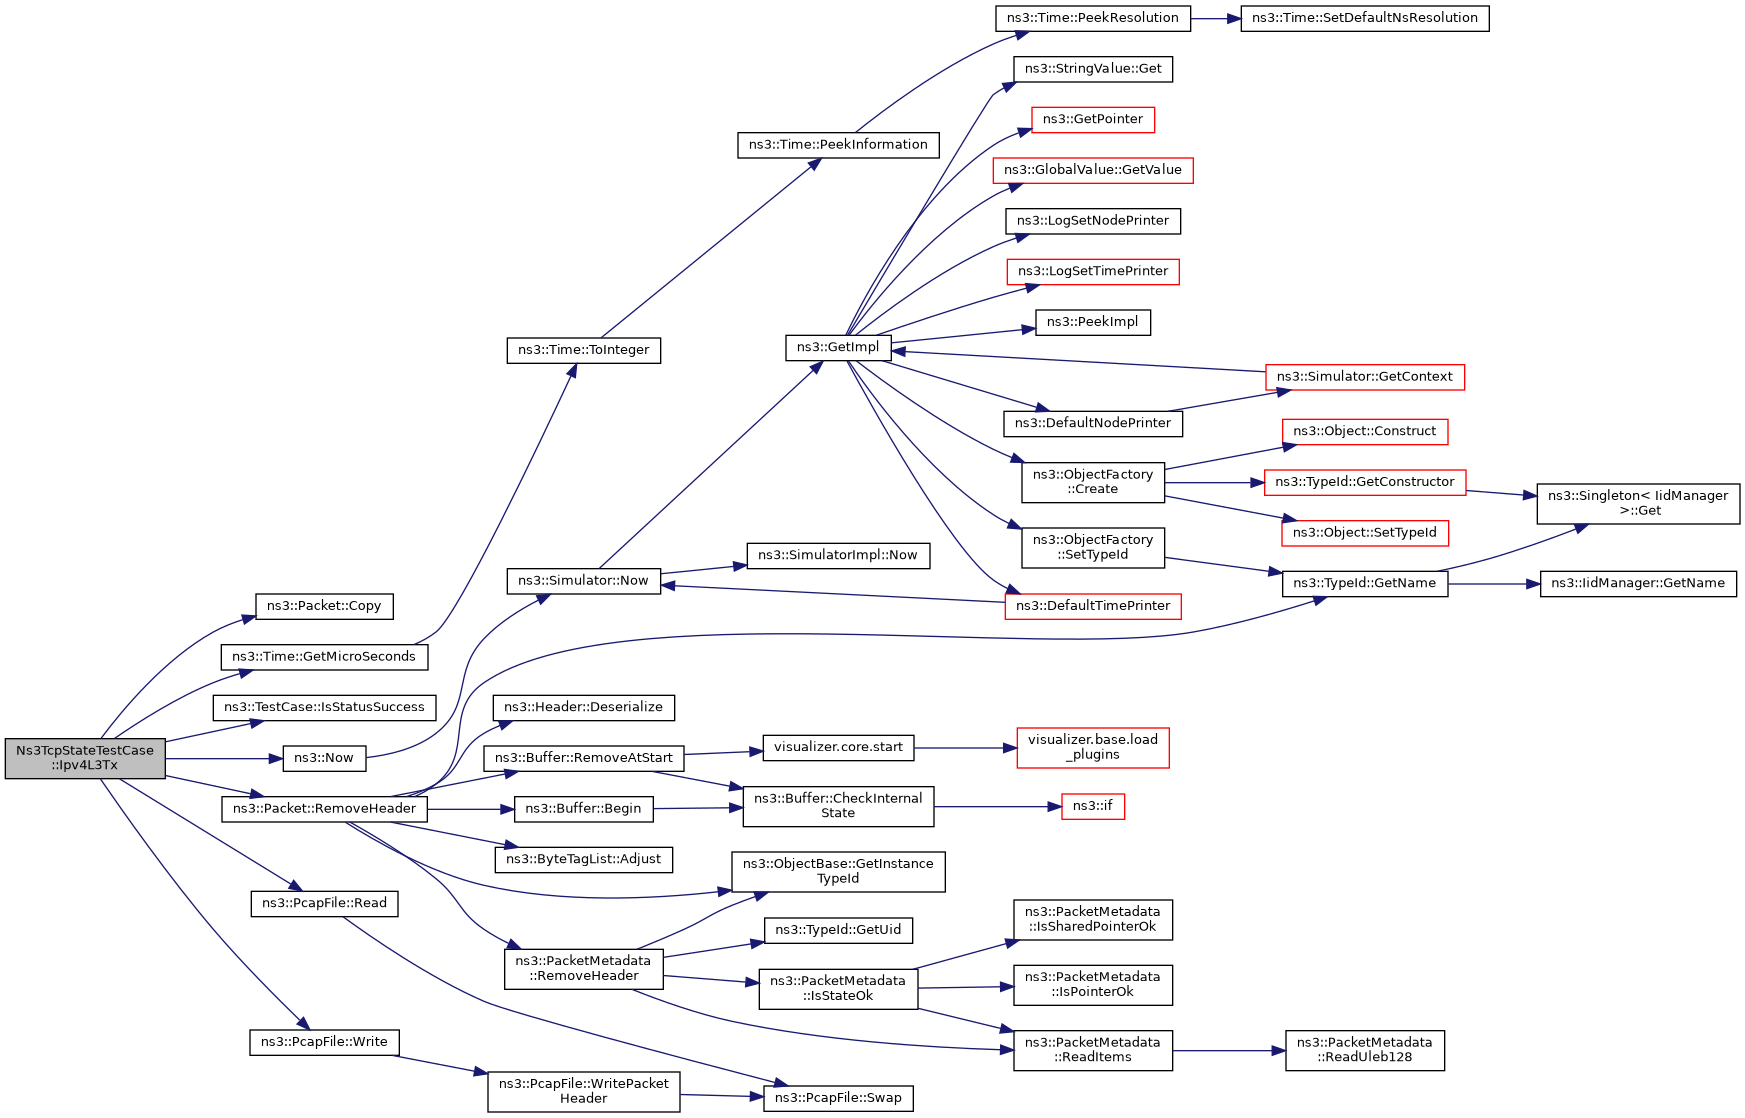 ns3::Time::PeekResolution
ns3::Time::SetDefaultNsResolution
ns3::StringValue::Get
ns3::GetPointer
ns3::Time::PeekInformation
ns3::GlobalValue::GetValue
ns3::LogSetNodePrinter
ns3::LogSetTimePrinter
ns3::PeekImpl
ns3::Time::ToInteger
ns3::GetImpl
ns3::Simulator::GetContext
ns3::DefaultNodePrinter
ns3::Object::Construct
ns3::ObjectFactory
::Create
ns3::TypeId::GetConstructor
ns3::Singleton< IidManager
>::Get
ns3::Object::SetTypeId
ns3::ObjectFactory
::SetTypeId
ns3::SimulatorImpl::Now
ns3::Simulator::Now
ns3::TypeId::GetName
ns3::IidManager::GetName
ns3::DefaultTimePrinter
ns3::Packet::Copy
ns3::Time::GetMicroSeconds
ns3::TestCase::IsStatusSuccess
ns3::Header::Deserialize
Ns3TcpStateTestCase
::Ipv4L3Tx
ns3::Now
ns3::Buffer::RemoveAtStart
visualizer.core.start
visualizer.base.load
_plugins
ns3::Packet::RemoveHeader
ns3::Buffer::Begin
ns3::Buffer::CheckInternal
State
ns3::if
ns3::ByteTagList::Adjust
ns3::ObjectBase::GetInstance
TypeId
ns3::PcapFile::Read
ns3::TypeId::GetUid
ns3::PacketMetadata
::IsSharedPointerOk
ns3::PacketMetadata
::RemoveHeader
ns3::PacketMetadata
::IsStateOk
ns3::PacketMetadata
::IsPointerOk
ns3::PcapFile::Write
ns3::PacketMetadata
::ReadItems
ns3::PacketMetadata
::ReadUleb128
ns3::PcapFile::WritePacket
Header
ns3::PcapFile::Swap